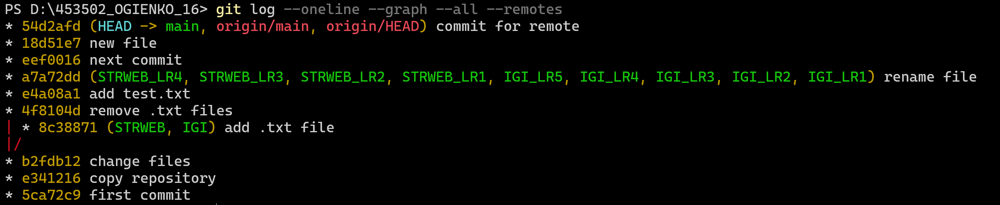 PS D:\453502_OGIENKO_16> git log --oneline --graph --all --remotes
* 54d2afd (HEAD -> main, origin/main, origin/HEAD) commit for remote
* 18d51e7 new file
* eef0016 next commit
* a7a72dd (STRWEB_LR4, STRWEB_LR3, STRWEB_LR2, STRWEB_LR1, IGI_LR5, IGI_LR4, IGI_LR3, IGI_LR2, IGI_LR1) rename file
* e4a08a1 add test.txt
* 4f8104d remove .txt files
| * 8c38871 (STRWEB, IGI) add .txt file
|/
* b2fdb12 change files
* e341216 copy repository
* 5ca72c9 first commit